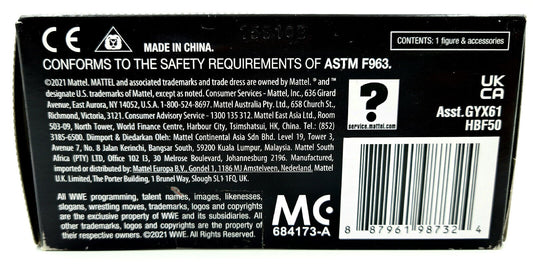 CE MADE IN CHINA.
CONTENTS: 1 figure & accessories
CONFORMS TO THE SAFETY REQUIREMENTS OF ASTM F963.
©2021 Mattel. MATTEL and associated trademarks and trade dress are owned by Mattel. ® and ™
designate U.S. trademarks of Mattel, except as noted. Consumer Services - Mattel, Inc., 636 Girard
Avenue, East Aurora, NY 14052, U.S.A. 1-800-524-8697. Mattel Australia Pty. Ltd., 658 Church St.,
Richmond, Victoria, 3121. Consumer Advisory Service - 1300 135 312. Mattel East Asia Ltd., Room
503-09, North Tower, World Finance Centre, Harbour City, Tsimshatsui, HK, China. Tel.: (852)
3185-6500. Diimport & Diedarkan Oleh: Mattel Continental Asia Sdn Bhd. Level 19, Tower 3,
Avenue 7, No. 8 Jalan Kerinchi, Bangsar South, 59200 Kuala Lumpur, Malaysia. Mattel South
Africa (PTY) LTD, Office 102 I3, 30 Melrose Boulevard, Johannesburg 2196. Manufactured,
imported or distributed by: Mattel Europa B.V., Gondel 1, 1186 MJ Amstelveen, Nederland. Mattel
U.K. Limited, The Porter Building, 1 Brunel Way, Slough SL1 1FQ, UK.
?
service.mattel.com
UK
CA
Asst.GYX61
HBF50
All WWE programming, talent names, images, likenesses,
slogans, wrestling moves, trademarks, logos and copyrights
are the exclusive property of WWE and its subsidiaries. All
other trademarks, logos and copyrights are the property of
their respective owners. ©2021 WWE. All Rights Reserved.
MC
684173-A
8 87961 98732 4